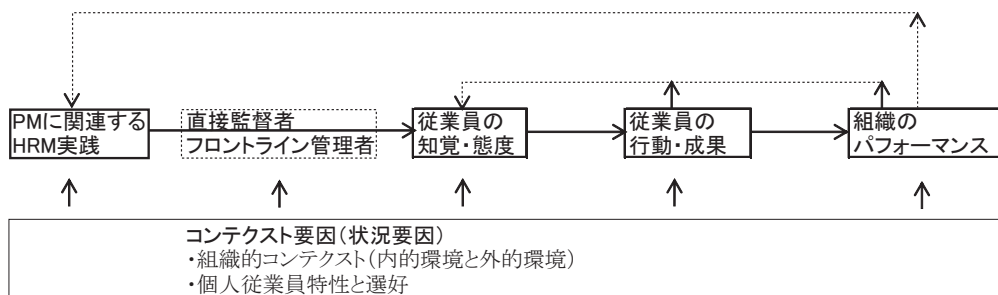 PMに関連する
HRM実践
直接監督者
フロントライン管理者
従業員の
知覚・態度
従業員の
行動・成果
組織の
パフォーマンス
コンテクスト要因(状況要因)
・組織的コンテクスト(内的環境と外的環境)
・個人従業員特性と選好